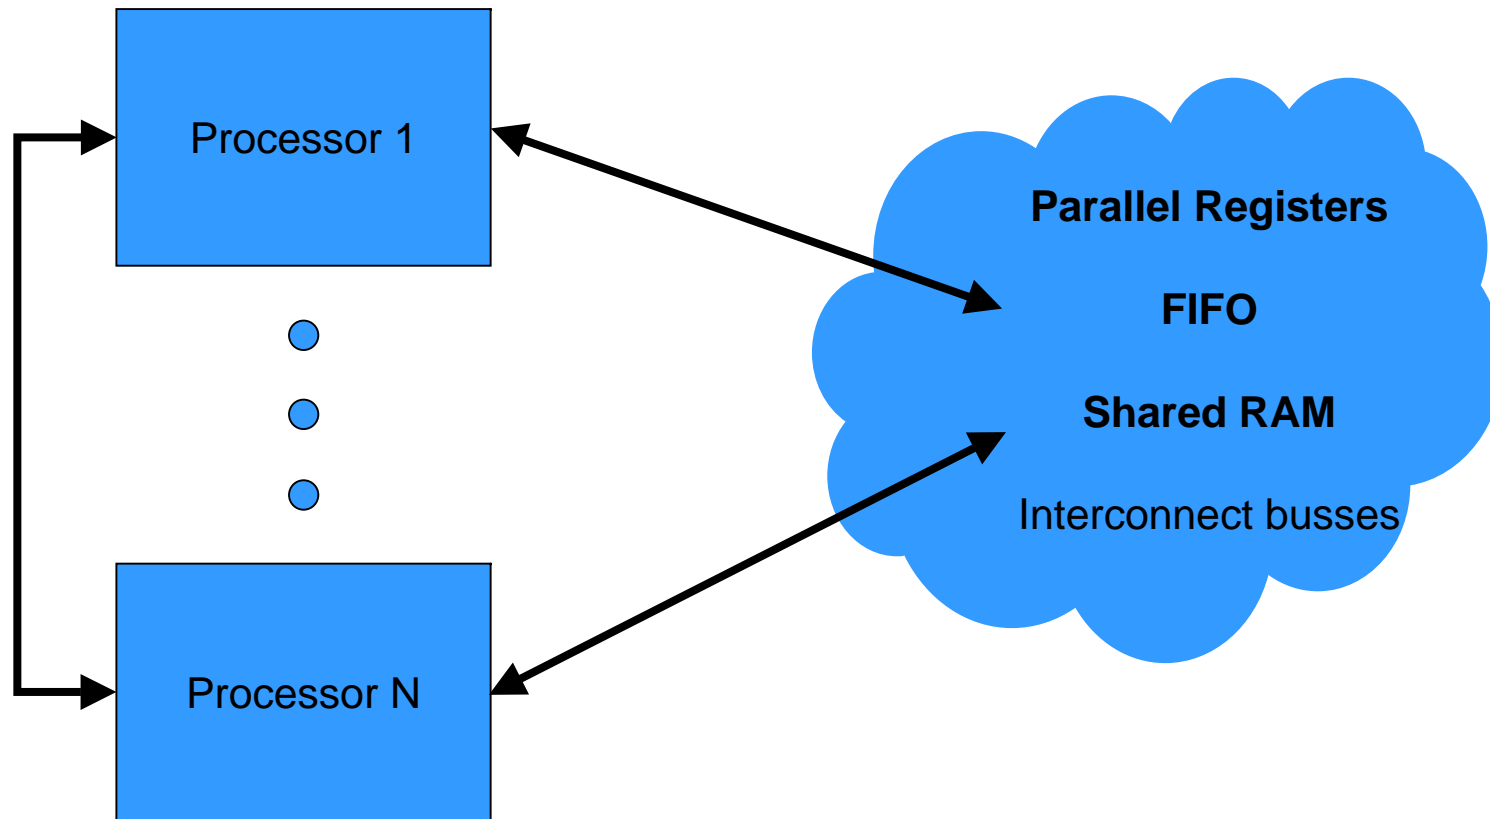 Processor 1
Parallel Registers
FIFO
Shared RAM
Interconnect busses
Processor N